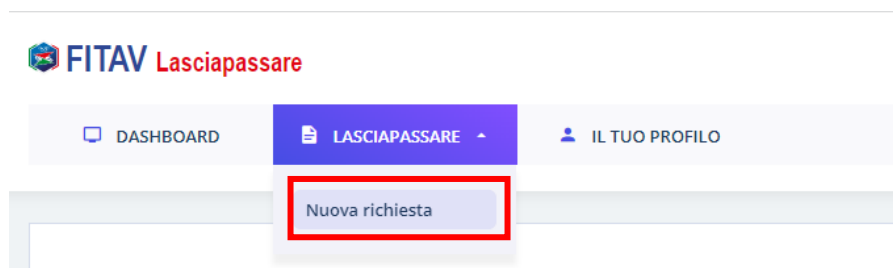 FITAV Lasciapassare
DASHBOARD LASCIAPASSARE IL TUO PROFILO
Nuova richiesta